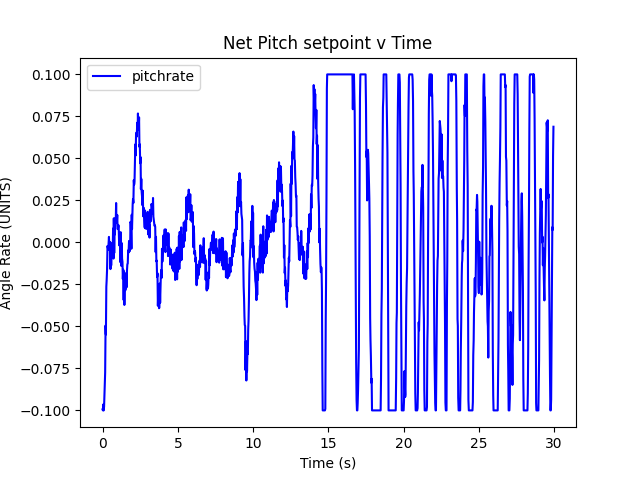 Net Pitch setpoint v Time
pitchrate
0.100
0.075
0.050
0.025
0.000
−0.025
−0.050
−0.075
−0.100
Angle Rate (UNITS)
0 5 10 15 20 25 30
Time (s)